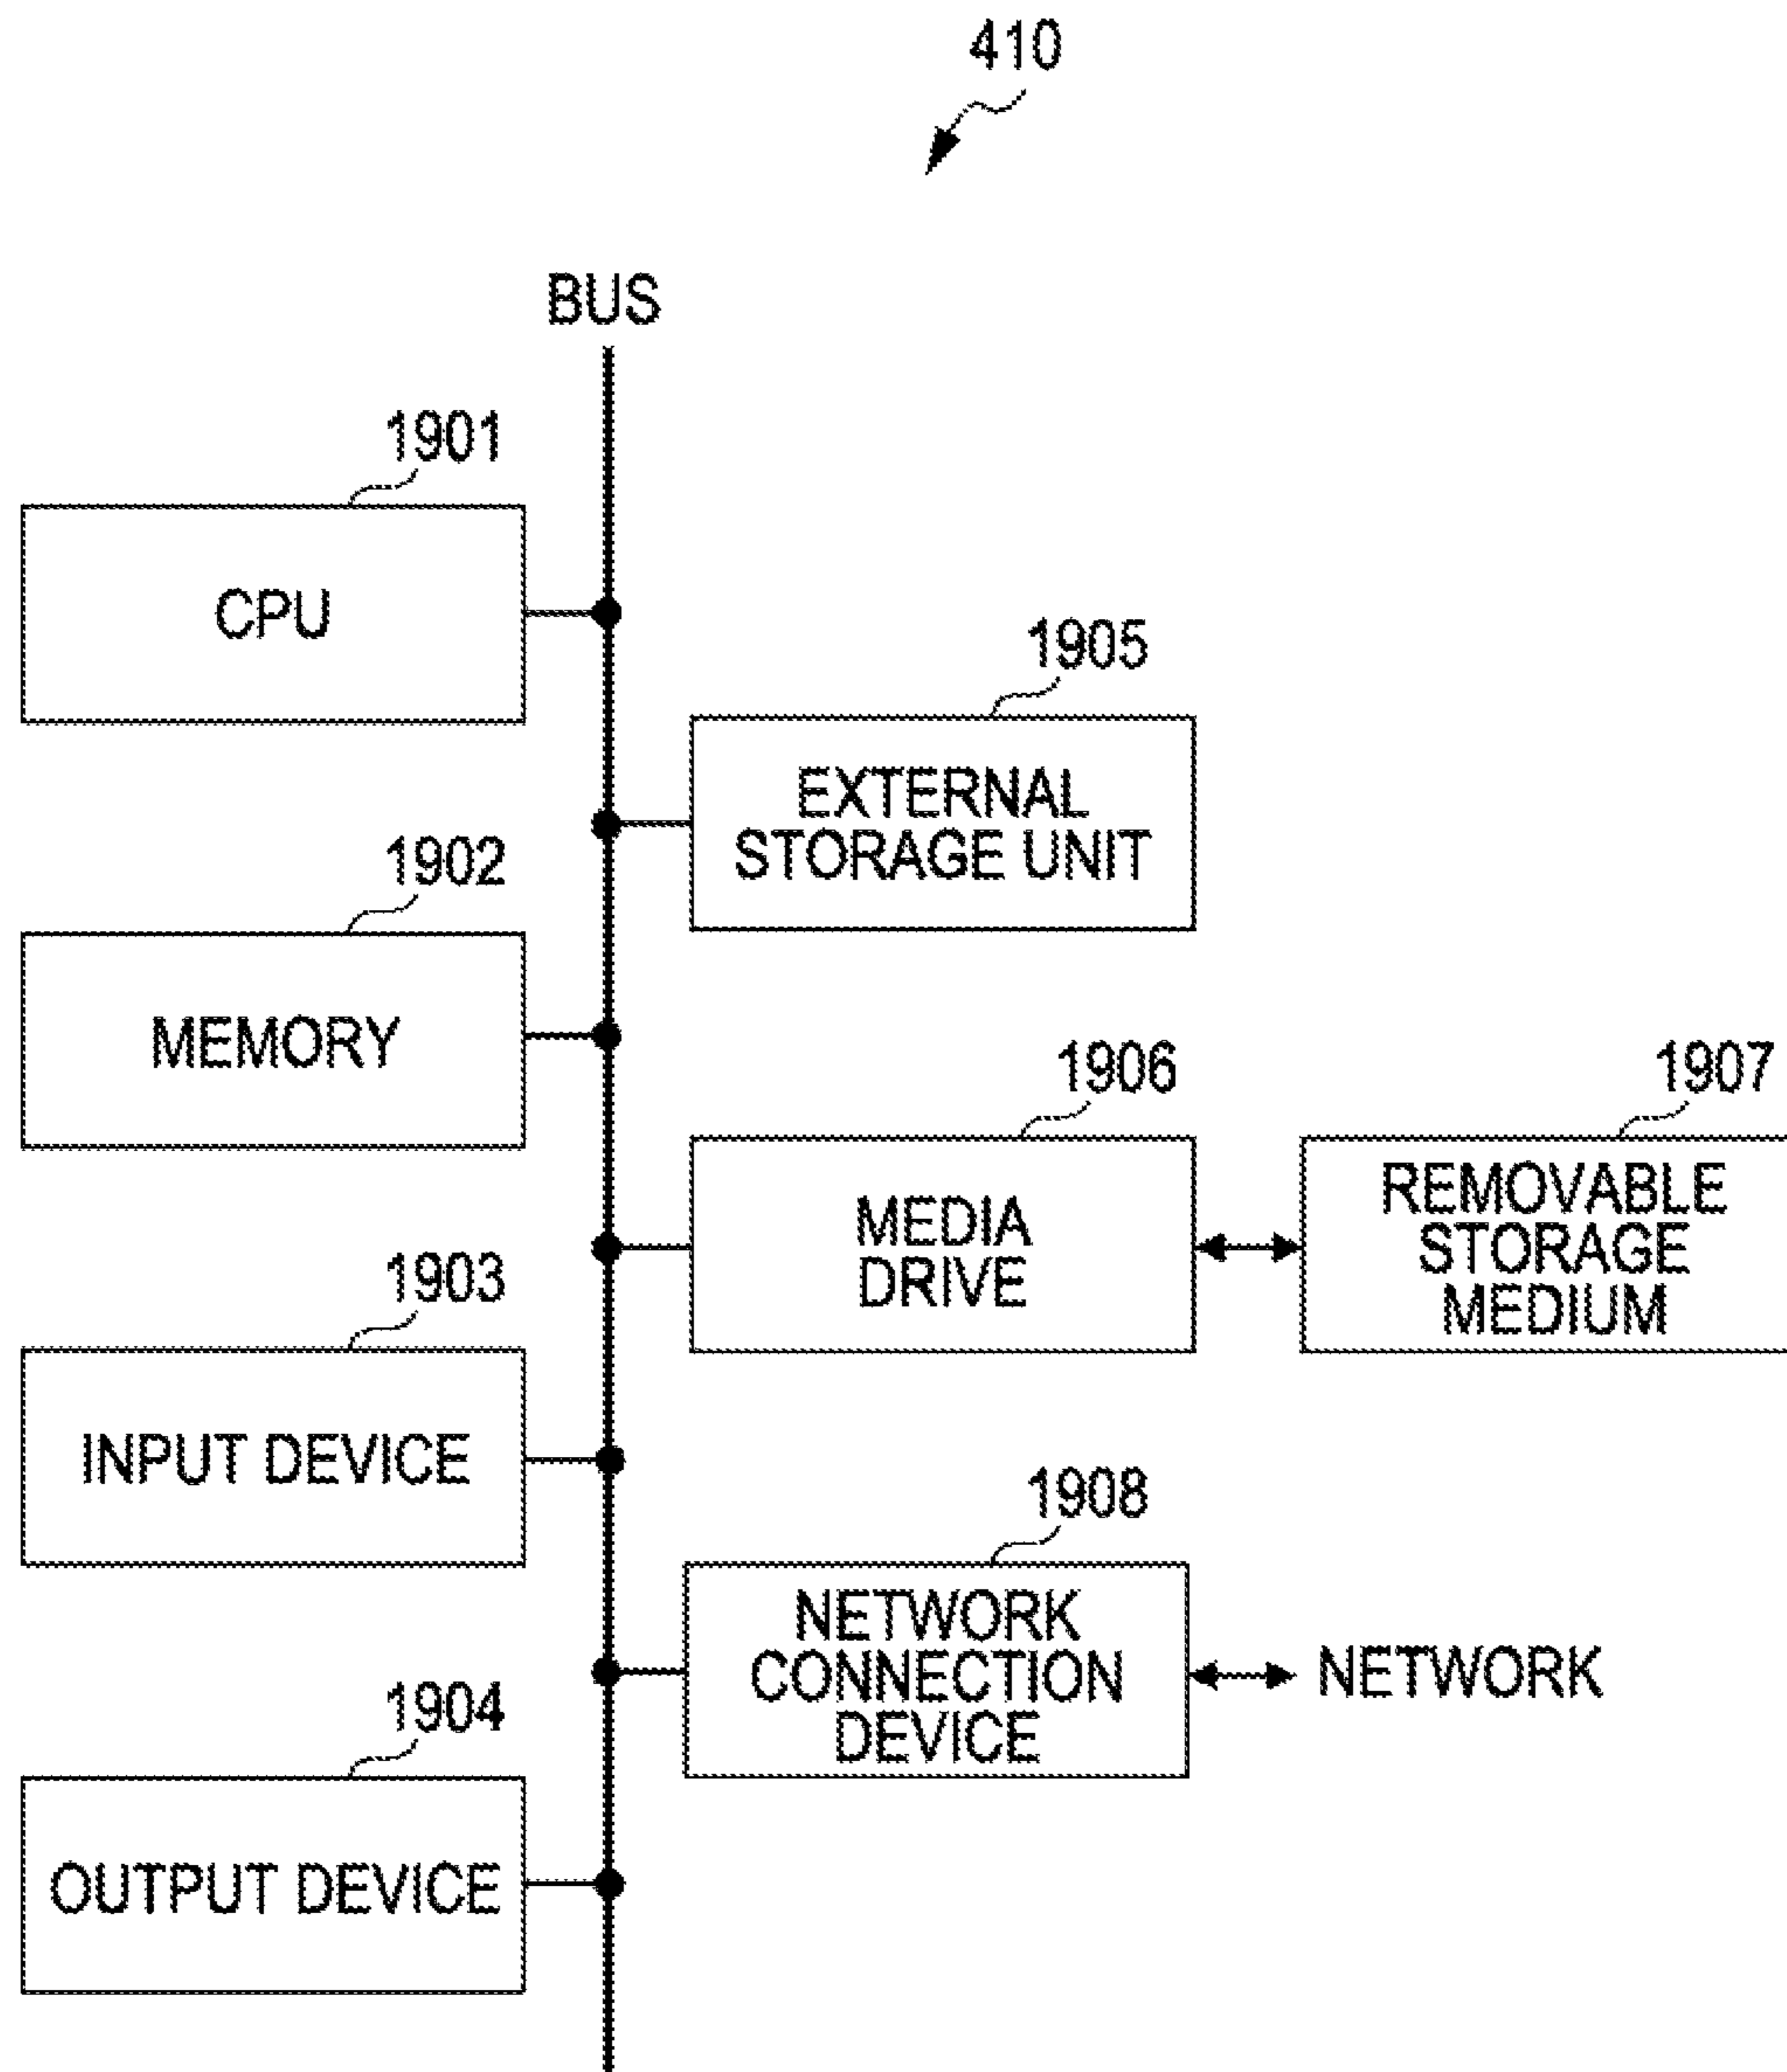 410
BUS
1901
CPU
1905
EXTERNAL
STORAGE UNIT
1902
MEMORY
1906
MEDIA
DRIVE
1907
REMOVABLE
STORAGE
MEDIUM
1903
INPUT DEVICE
1908
NETWORK
CONNECTION
DEVICE
NETWORK
1904
OUTPUT DEVICE